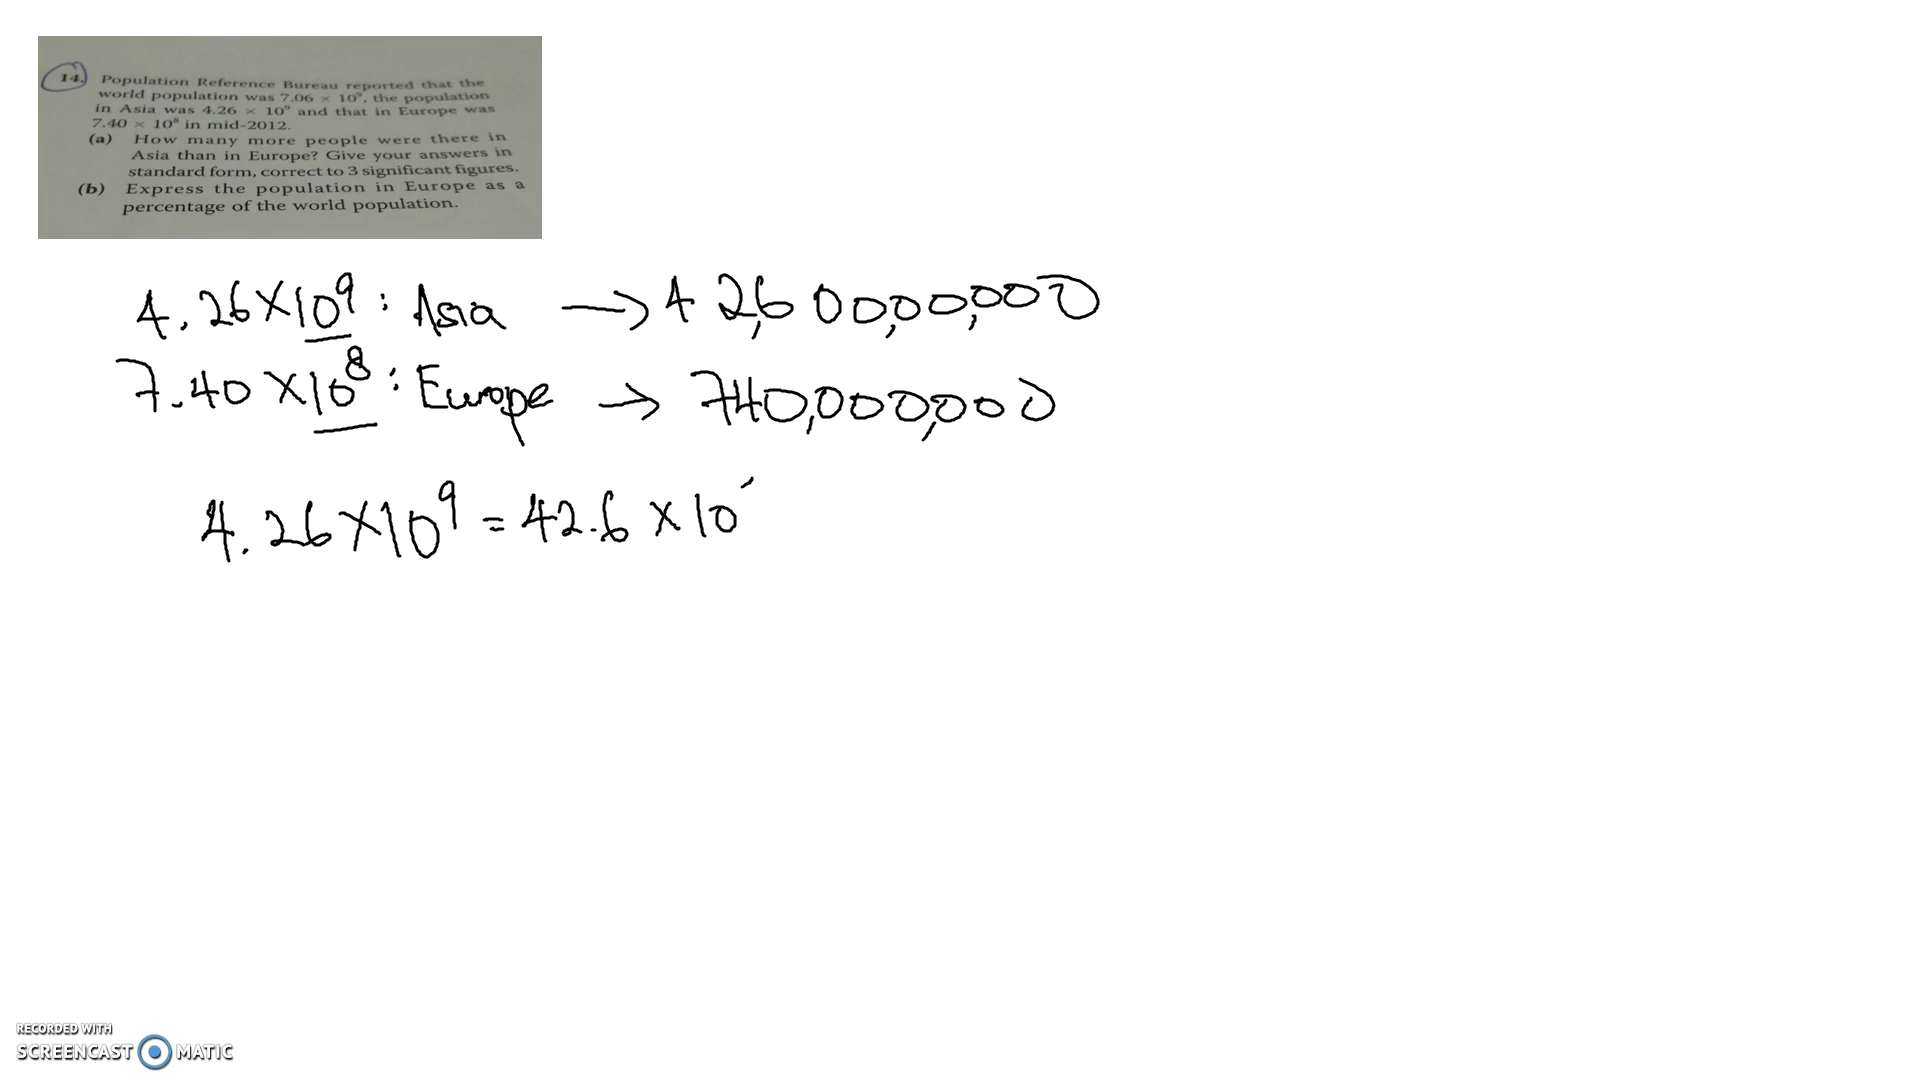 14. Population Reference Bureau reported that the
world population was 7.06 × 10⁹, the population
in Asia was 4.26 × 10⁹ and that in Europe was
7.40 × 10⁸ in mid-2012.
(a) How many more people were there in
Asia than in Europe? Give your answers in
standard form, correct to 3 significant figures.
(b) Express the population in Europe as a
percentage of the world population.
4.26×10⁹ : Asia → 42,600,00,000
7.40×10⁸ : Europe → 740,000,000
4.26×10⁹ = 42.6 × 10
RECORDED WITH
SCREENCAST MATIC